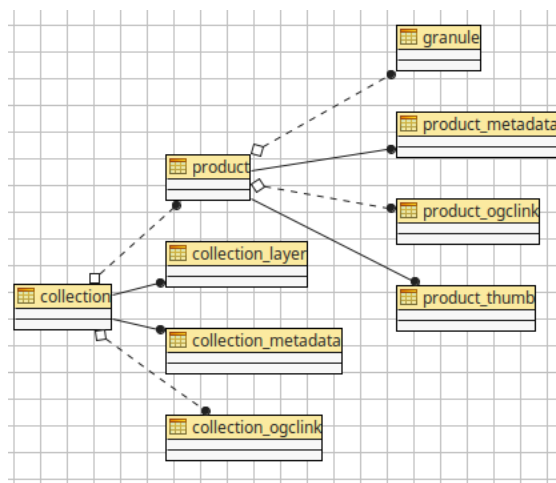 granule
product_metadata
product
product_ogclink
collection_layer
collection
product_thumb
collection_metadata
collection_ogclink